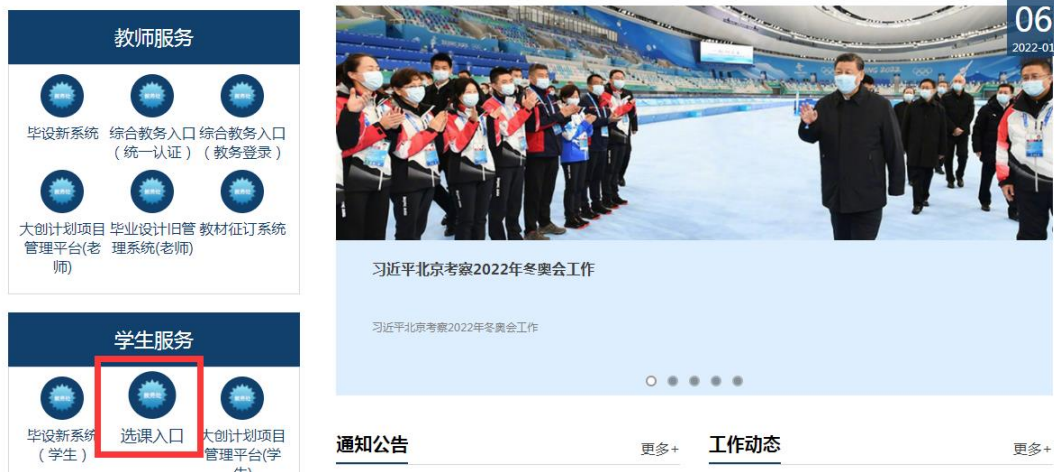 教师服务
毕设新系统
综合教务入口
（统一认证）
综合教务入口
（教务登录）
大创计划项目
管理平台(老
师)
毕业设计旧管
理系统(老师)
教材征订系统
学生服务
毕设新系统
（学生）
选课入口
大创计划项目
管理平台(学
生)
06
2022-01
习近平北京考察2022年冬奥会工作
习近平北京考察2022年冬奥会工作
通知公告
更多+
工作动态
更多+